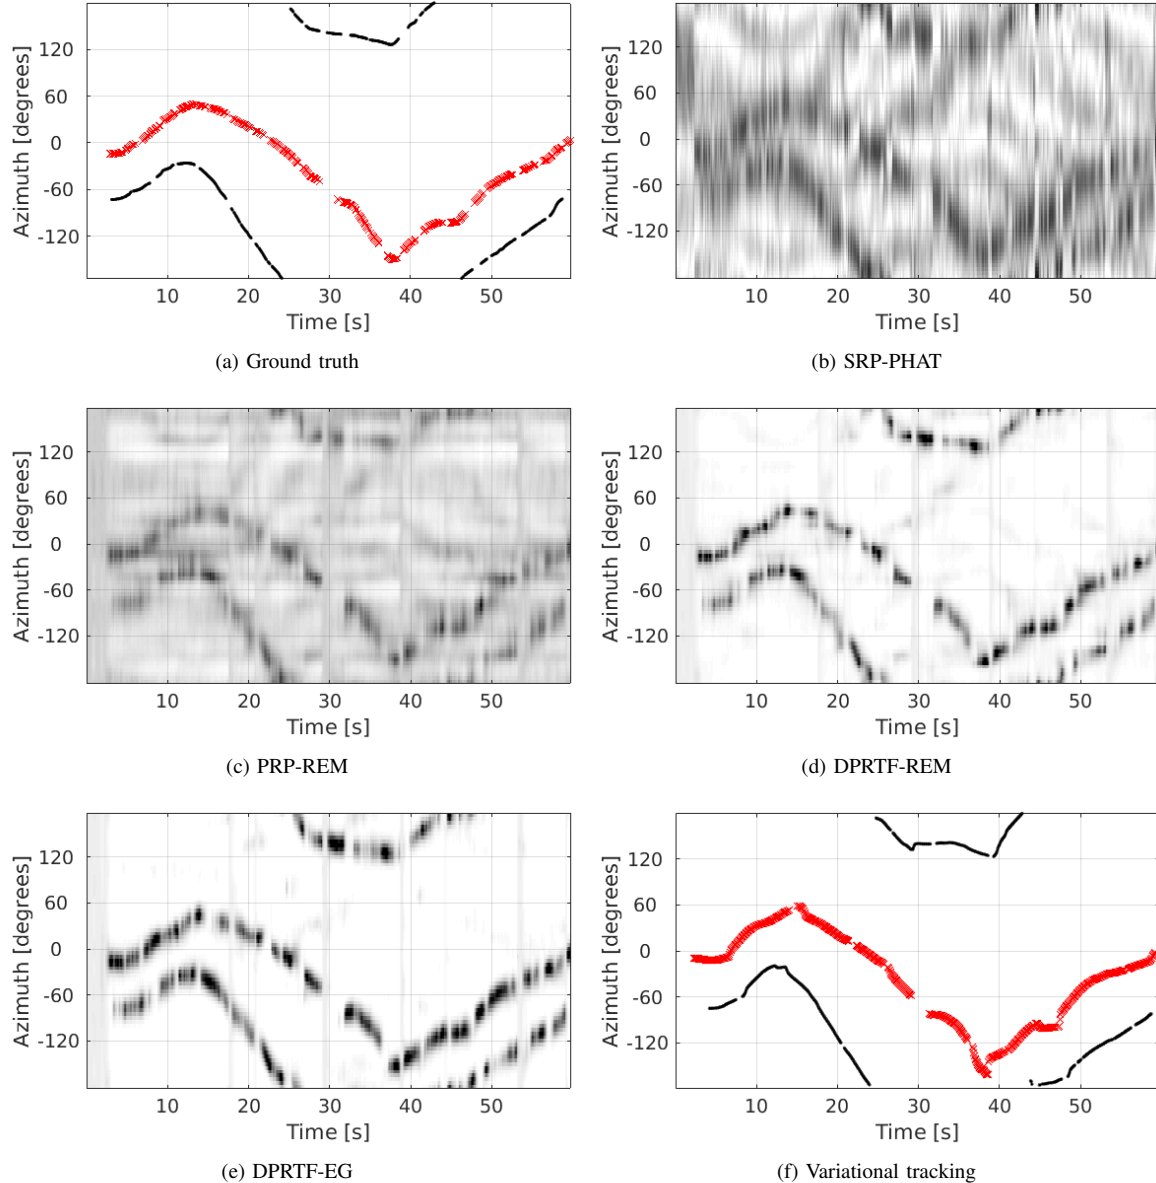 120
60
0
-60
-120
Azimuth [degrees]
10 20 30 40 50
Time [s]
(a) Ground truth
120
60
0
-60
-120
Azimuth [degrees]
10 20 30 40 50
Time [s]
(b) SRP-PHAT
120
60
0
-60
-120
Azimuth [degrees]
10 20 30 40 50
Time [s]
(c) PRP-REM
120
60
0
-60
-120
Azimuth [degrees]
10 20 30 40 50
Time [s]
(d) DPRTF-REM
120
60
0
-60
-120
Azimuth [degrees]
10 20 30 40 50
Time [s]
(e) DPRTF-EG
120
60
0
-60
-120
Azimuth [degrees]
10 20 30 40 50
Time [s]
(f) Variational tracking